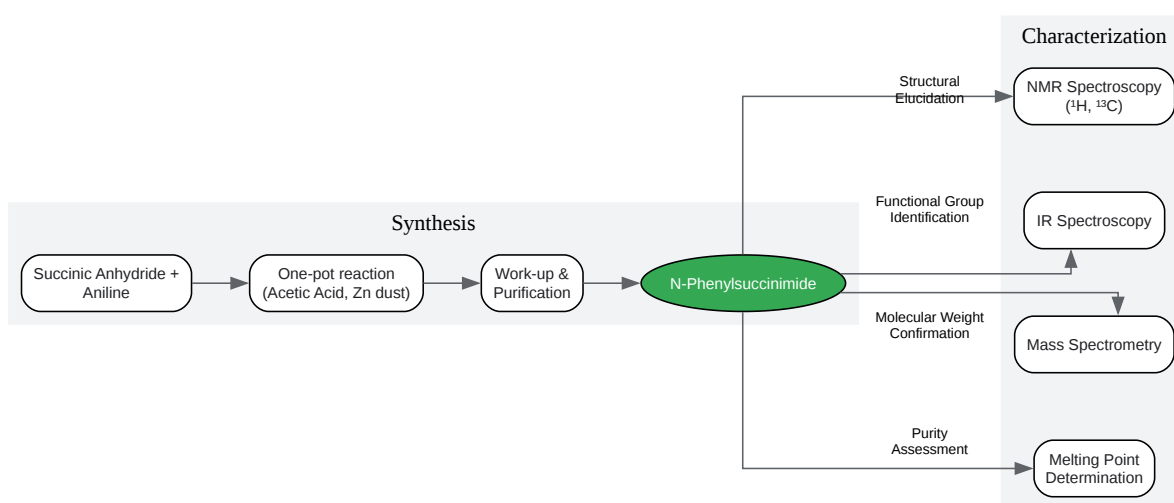 Characterization
Structural
Elucidation
NMR Spectroscopy
(¹H, ¹³C)
Functional Group
Identification
IR Spectroscopy
Synthesis
Succinic Anhydride +
Aniline
One-pot reaction
(Acetic Acid, Zn dust)
Work-up &
Purification
N-Phenylsuccinimide
Molecular Weight
Confirmation
Mass Spectrometry
Purity
Assessment
Melting Point
Determination